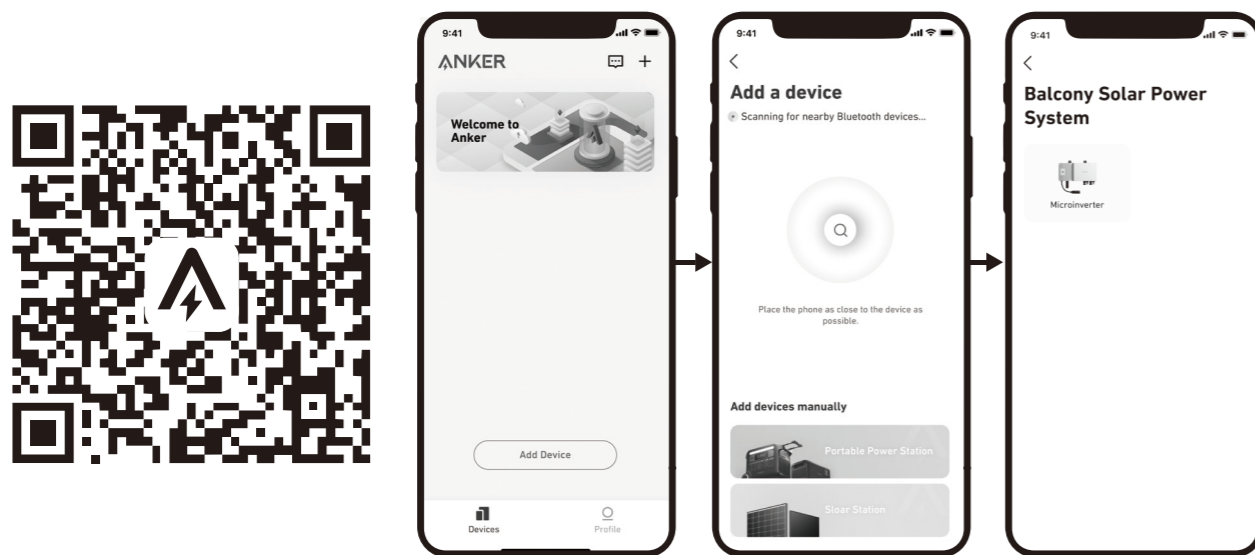 9:41
ANKER
Welcome to
Anker
Add Device
Devices
Profile
9:41
Add a device
Scanning for nearby Bluetooth devices...
Place the phone as close to the device as
possible.
Add devices manually
Portable Power Station
Sloar Station
9:41
Balcony Solar Power
System
Microinverter